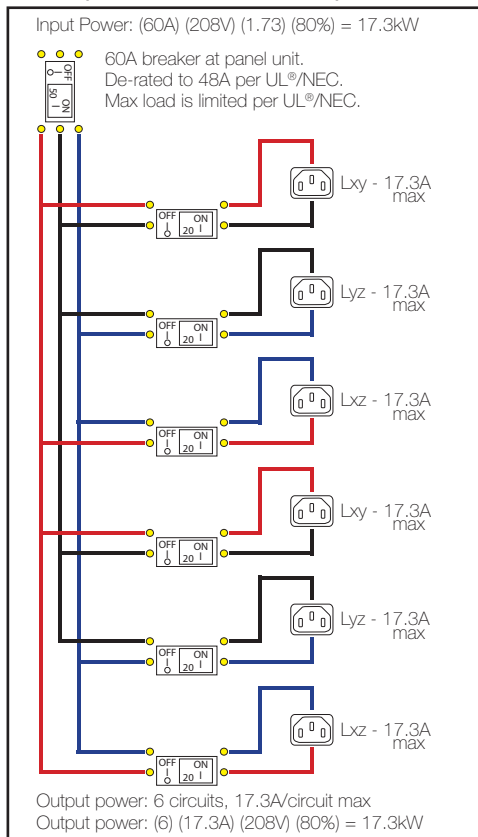 Input Power: (60A) (208V) (1.73) (80%) = 17.3kW
60A breaker at panel unit.
De-rated to 48A per UL®/NEC.
Max load is limited per UL®/NEC.
OFF
ON
50 I
Lxy - 17.3A
max
OFF ON
20 I
Lyz - 17.3A
max
OFF ON
20 I
Lxz - 17.3A
max
OFF ON
20 I
Lxy - 17.3A
max
OFF ON
20 I
Lyz - 17.3A
max
OFF ON
20 I
Lxz - 17.3A
max
OFF ON
20 I
Output power: 6 circuits, 17.3A/circuit max
Output power: (6) (17.3A) (208V) (80%) = 17.3kW